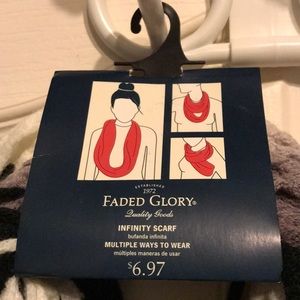 ESTABLISHED
1972
FADED GLORY®
Quality Goods
INFINITY SCARF
bufanda infinita
MULTIPLE WAYS TO WEAR
múltiples maneras de usar
$6.97